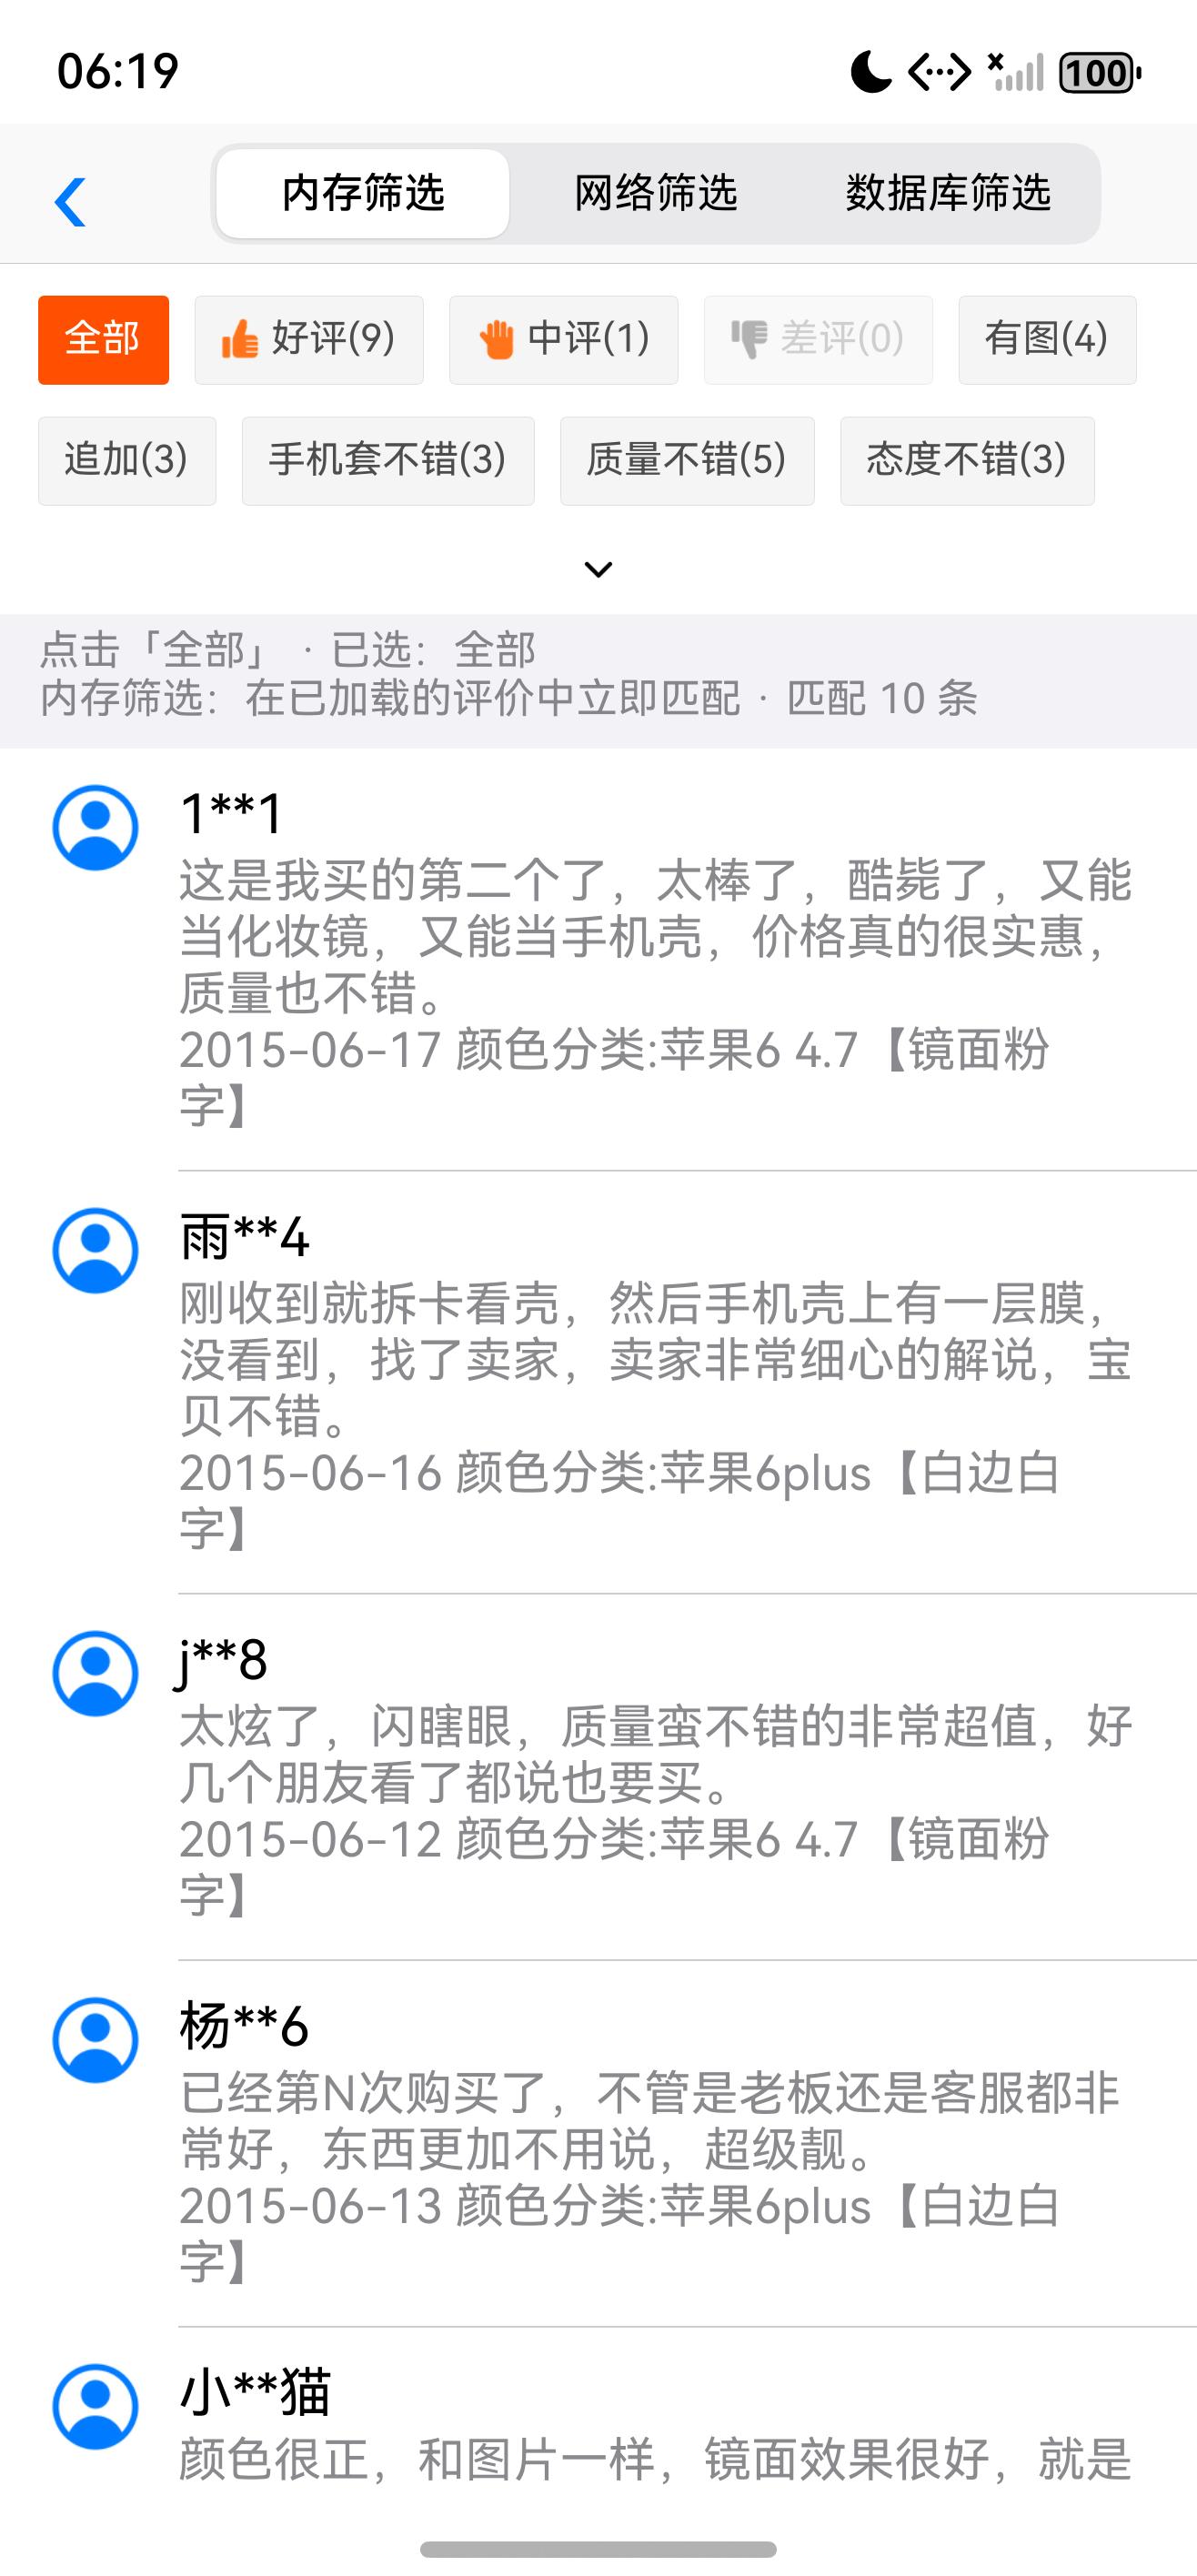 06:19
100
内存筛选
网络筛选
数据库筛选
全部
好评(9)
中评(1)
差评(0)
有图(4)
追加(3)
手机套不错(3)
质量不错(5)
态度不错(3)
点击「全部」 · 已选：全部
内存筛选：在已加载的评价中立即匹配 · 匹配 10 条
1**1
这是我买的第二个了，太棒了，酷毙了，又能
当化妆镜，又能当手机壳，价格真的很实惠，
质量也不错。
2015-06-17 颜色分类:苹果6 4.7【镜面粉
字】
雨**4
刚收到就拆卡看壳，然后手机壳上有一层膜，
没看到，找了卖家，卖家非常细心的解说，宝
贝不错。
2015-06-16 颜色分类:苹果6plus【白边白
字】
j**8
太炫了，闪瞎眼，质量蛮不错的非常超值，好
几个朋友看了都说也要买。
2015-06-12 颜色分类:苹果6 4.7【镜面粉
字】
杨**6
已经第N次购买了，不管是老板还是客服都非
常好，东西更加不用说，超级靓。
2015-06-13 颜色分类:苹果6plus【白边白
字】
小**猫
颜色很正，和图片一样，镜面效果很好，就是